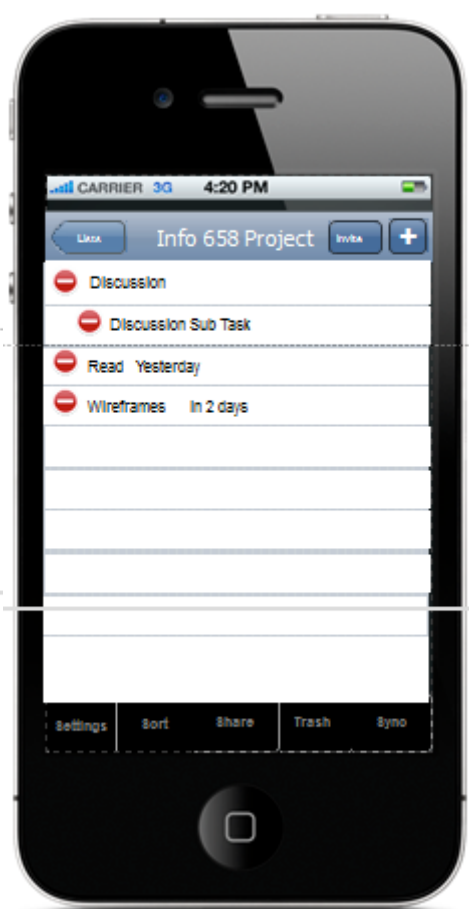 CARRIER 3G 4:20 PM
Lists Info 658 Project Invite +
Discussion
Discussion Sub Task
Read Yesterday
Wireframes In 2 days
Settings Sort Share Trash Sync